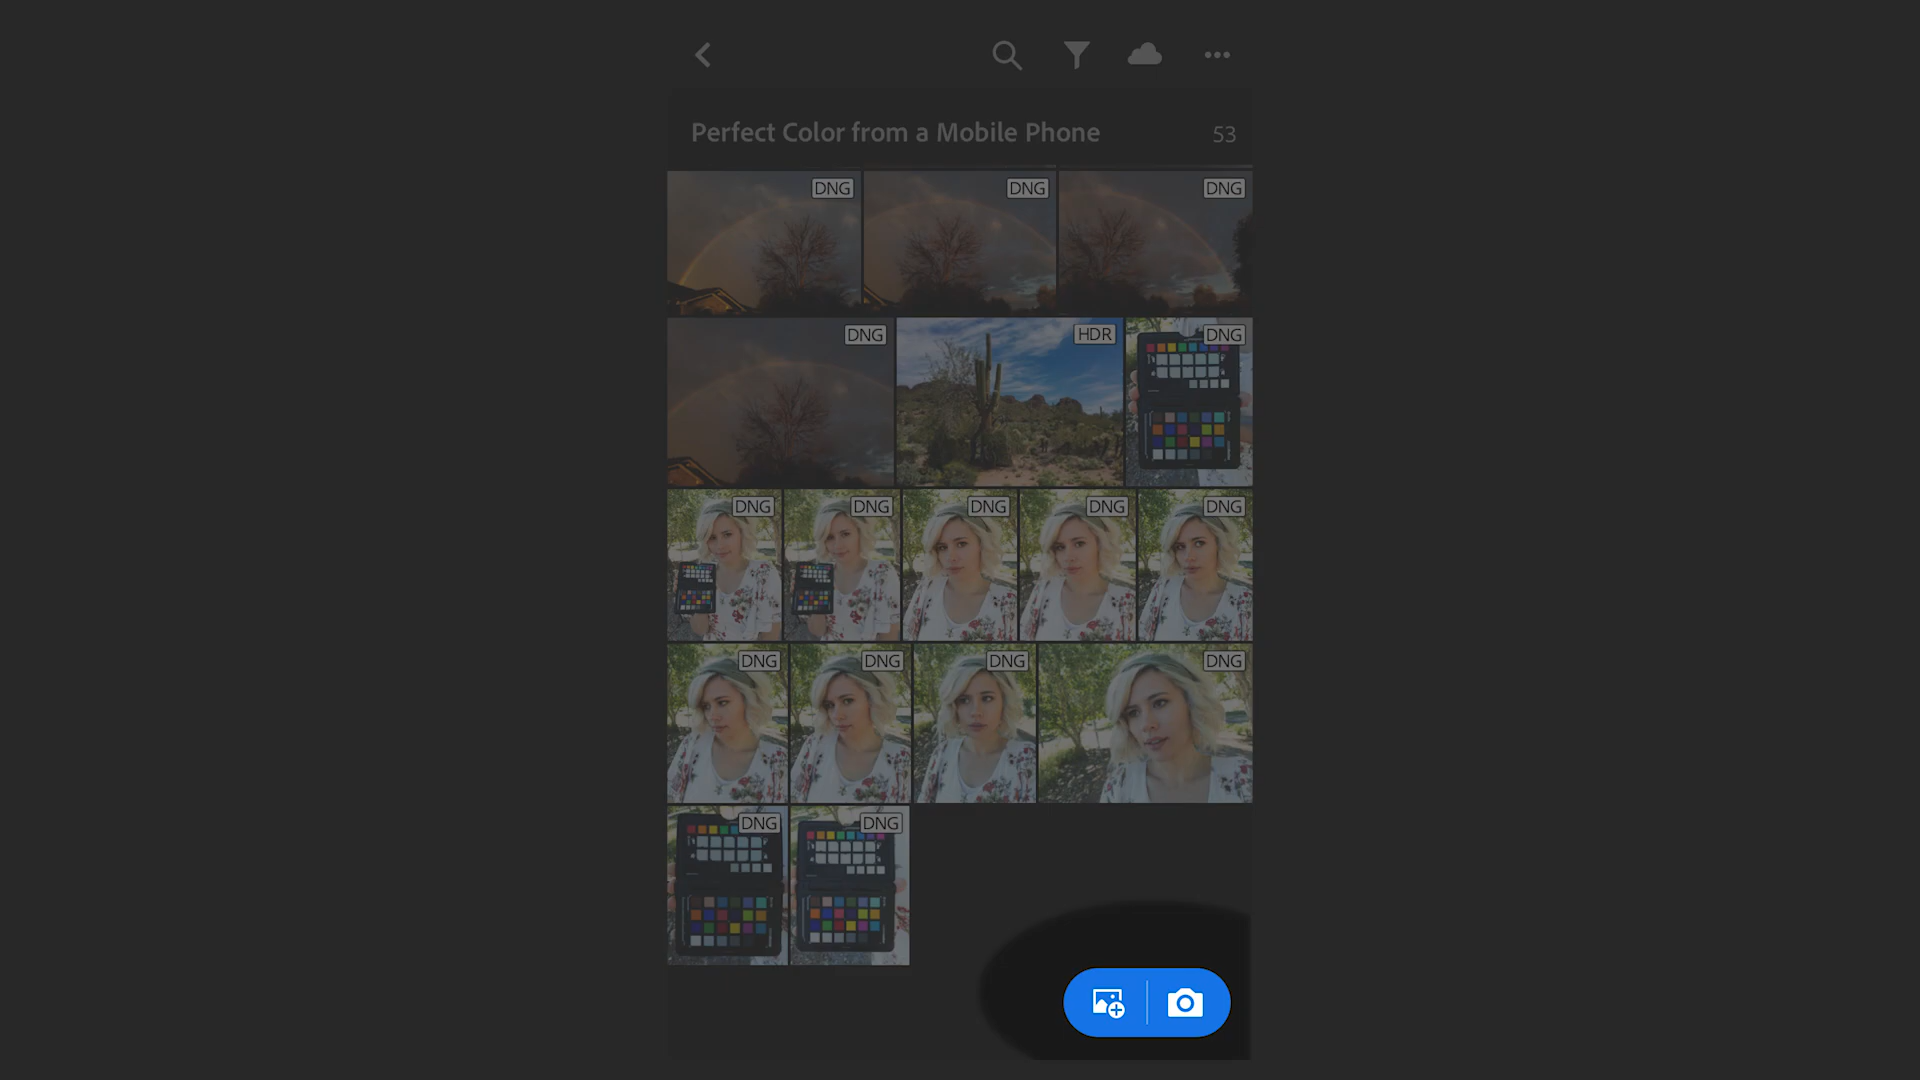 Perfect Color from a Mobile Phone 53
DNG DNG DNG
DNG HDR DNG
DNG DNG DNG DNG DNG
DNG DNG DNG DNG
DNG DNG